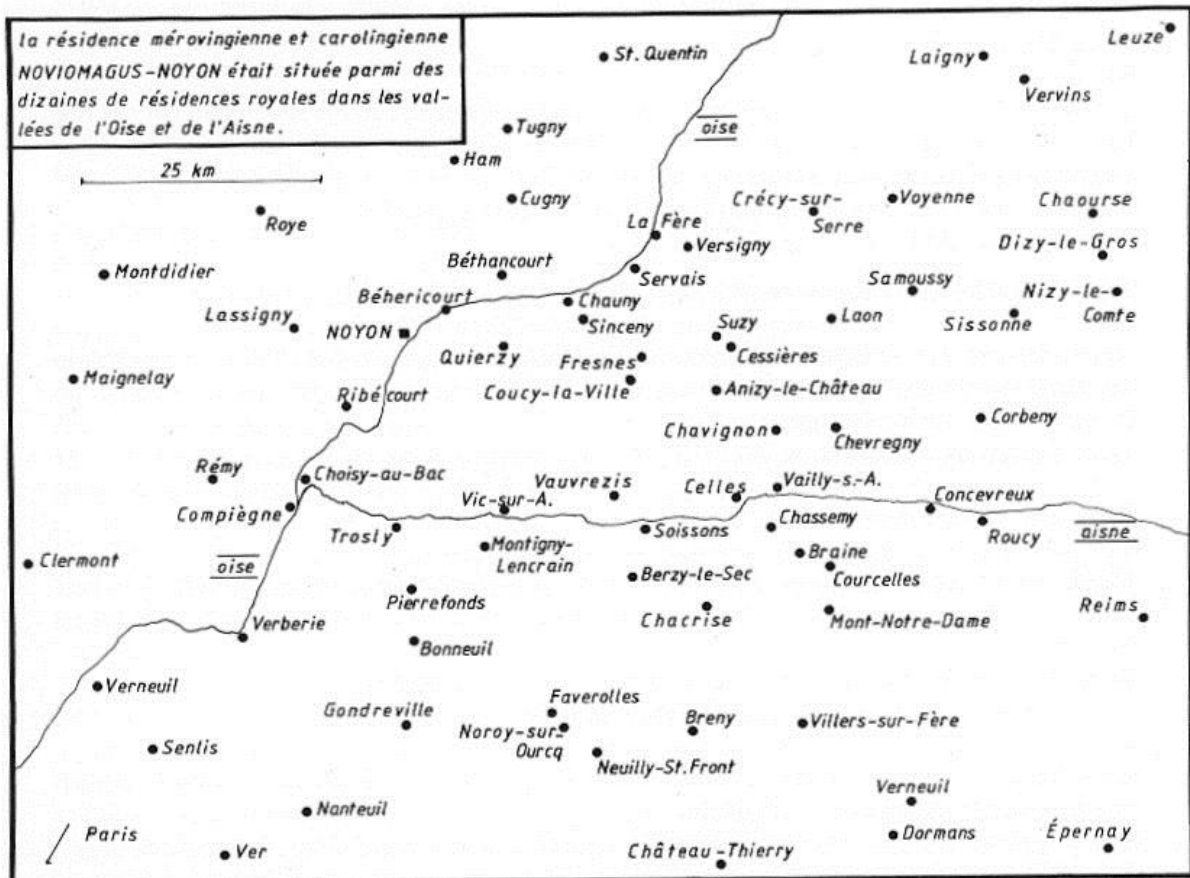 la résidence mérovingienne et carolingienne
NOVIOMAGUS-NOYON était située parmi des
dizaines de résidences royales dans les val-
lées de l'Oise et de l'Aisne.
25 km
Leuze
St. Quentin
Laigny
Vervins
oise
Tugny
Ham
Cugny
Roye
La Fère
Crécy-sur-
Serre
Voyenne
Chaourse
Versigny
Dizy-le-Gros
Montdidier
Béthancourt
Servais
Samoussy
Nizy-le-
Comte
Béhericourt
Chauny
Lassigny
NOYON
Sinceny
Suzy
Laon
Sissonne
Quierzy
Fresnes
Cessières
Maignelay
Coucy-la-Ville
Anizy-le-Château
Ribécourt
Chavignon
Chevregny
Corbeny
Rémy
Choisy-au-Bac
Vauvrezis
Celles
Vailly-s.-A.
Compiègne
Vic-sur-A.
Concevreux
Trosly
Soissons
Chassemy
Roucy
aisne
Clermont
oise
Montigny-
Lencrain
Braine
Berzy-le-Sec
Courcelles
Pierrefonds
Chacrise
Mont-Notre-Dame
Reims
Verberie
Bonneuil
Verneuil
Gondreville
Faverolles
Noroy-sur-
Ourcq
Breny
Villers-sur-Fère
Senlis
Neuilly-St.Front
Nanteuil
Verneuil
Paris
Ver
Dormans
Épernay
Château-Thierry